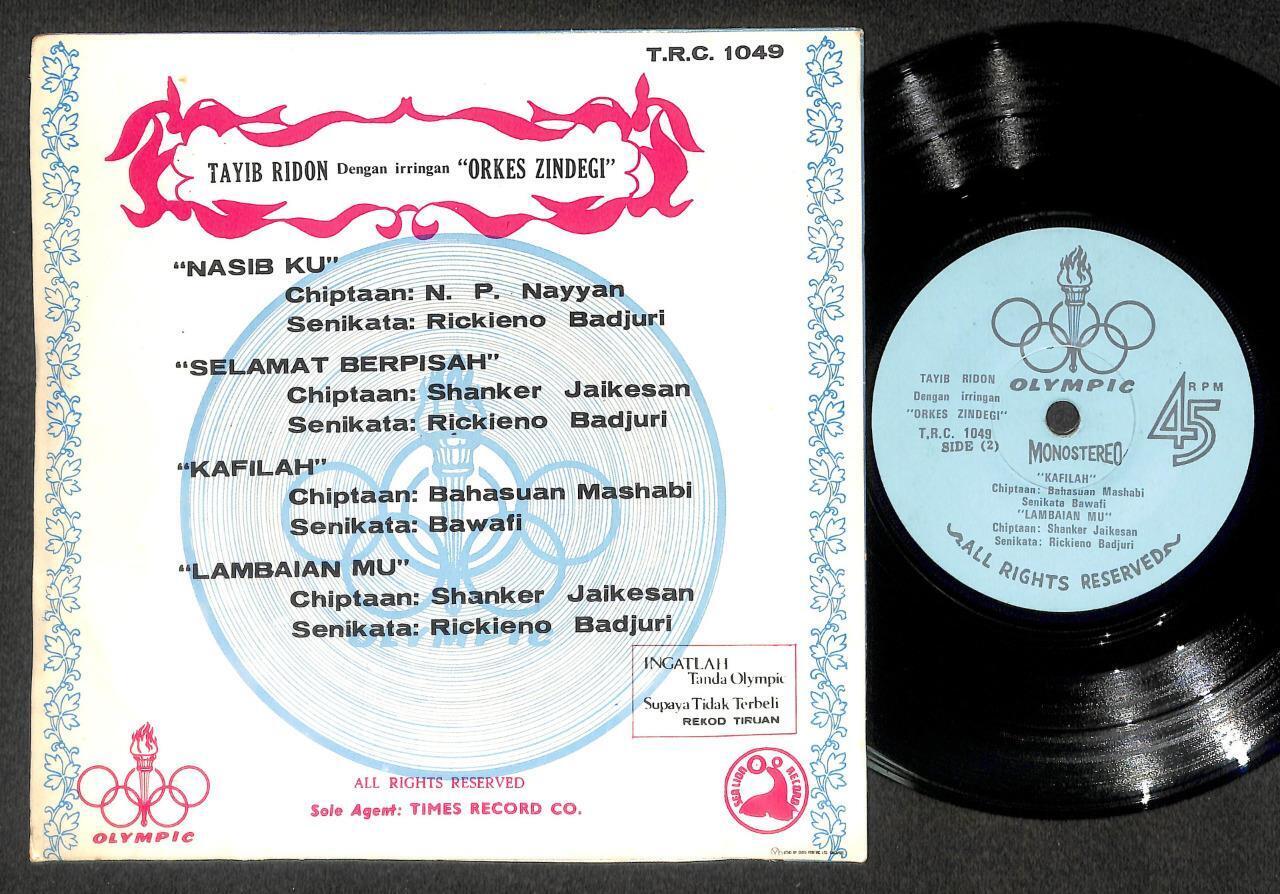 T.R.C. 1049
TAYIB RIDON Dengan irringan "ORKES ZINDEGI"
"NASIB KU"
Chiptaan: N. P. Nayyan
Senikata: Rickieno Badjuri
"SELAMAT BERPISAH"
Chiptaan: Shanker Jaikesan
Senikata: Rickieno Badjuri
"KAFILAH"
Chiptaan: Bahasuan Mashabi
Senikata: Bawafi
"LAMBAIAN MU"
Chiptaan: Shanker Jaikesan
Senikata: Rickieno Badjuri
OLYMPIC
INGATLAH
Tanda Olympic
Supaya Tidak Terbeli
REKOD TIRUAN
ALL RIGHTS RESERVED
Sole Agent: TIMES RECORD CO.
OLYMPIC
SEA LION RECORD
OLYMPIC
TAYIB RIDON
Dengan irringan
"ORKES ZINDEGI"
T.R.C. 1049
SIDE (2)
45 RPM
MONOSTEREO
"KAFILAH"
Chiptaan: Bahasuan Mashabi
Senikata Bawafi
"LAMBAIAN MU"
Chiptaan: Shanker Jaikesan
Senikata: Rickieno Badjuri
ALL RIGHTS RESERVED